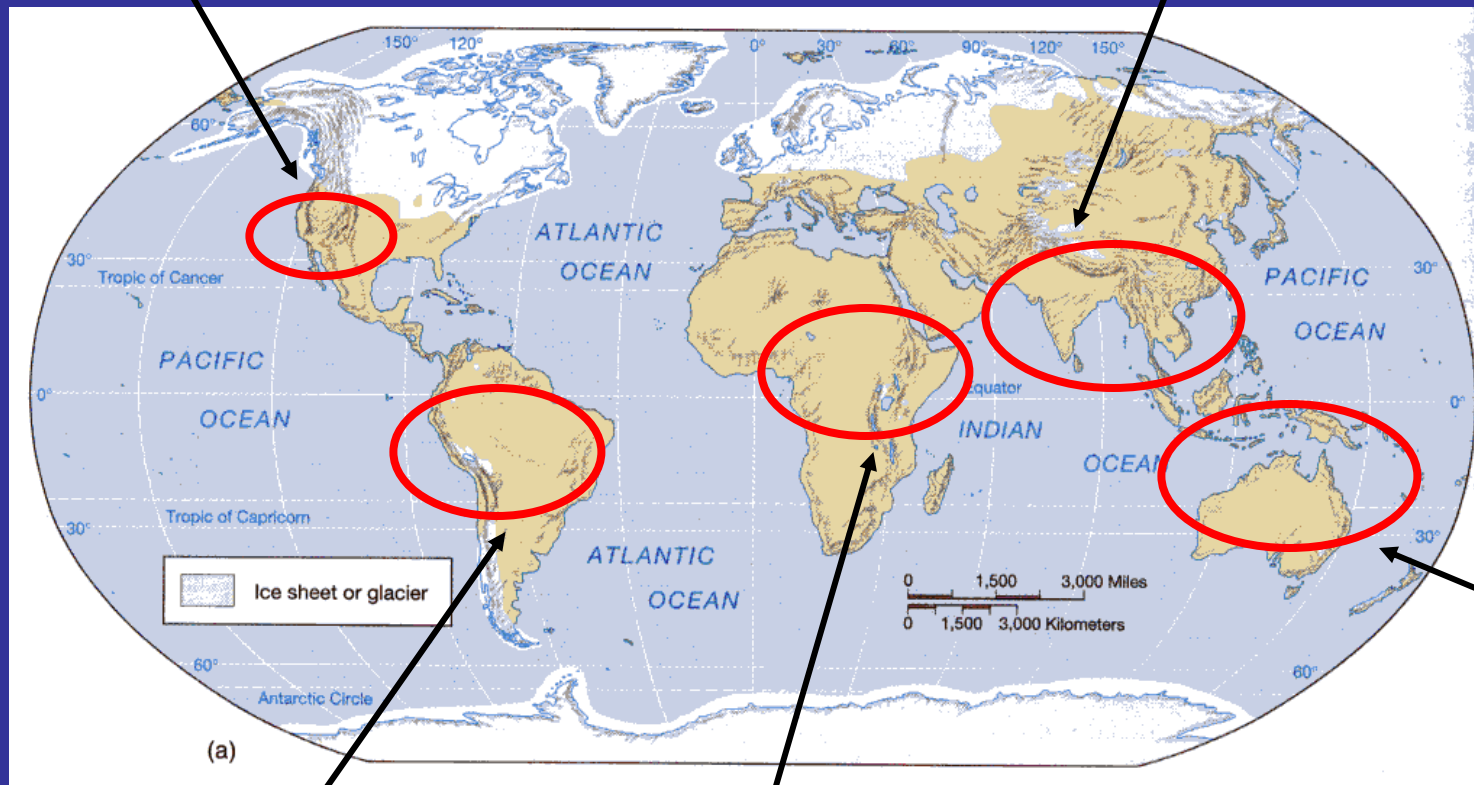 150° 120° 0° 30° 60° 90° 120° 150°
60°
ATLANTIC
OCEAN
30°
Tropic of Cancer
PACIFIC
30°
OCEAN
PACIFIC
OCEAN
0°
Equator
0°
INDIAN
OCEAN
Tropic of Capricorn
30°
30°
ATLANTIC
OCEAN
Ice sheet or glacier
0 1,500 3,000 Miles
0 1,500 3,000 Kilometers
60°
60°
Antarctic Circle
(a)